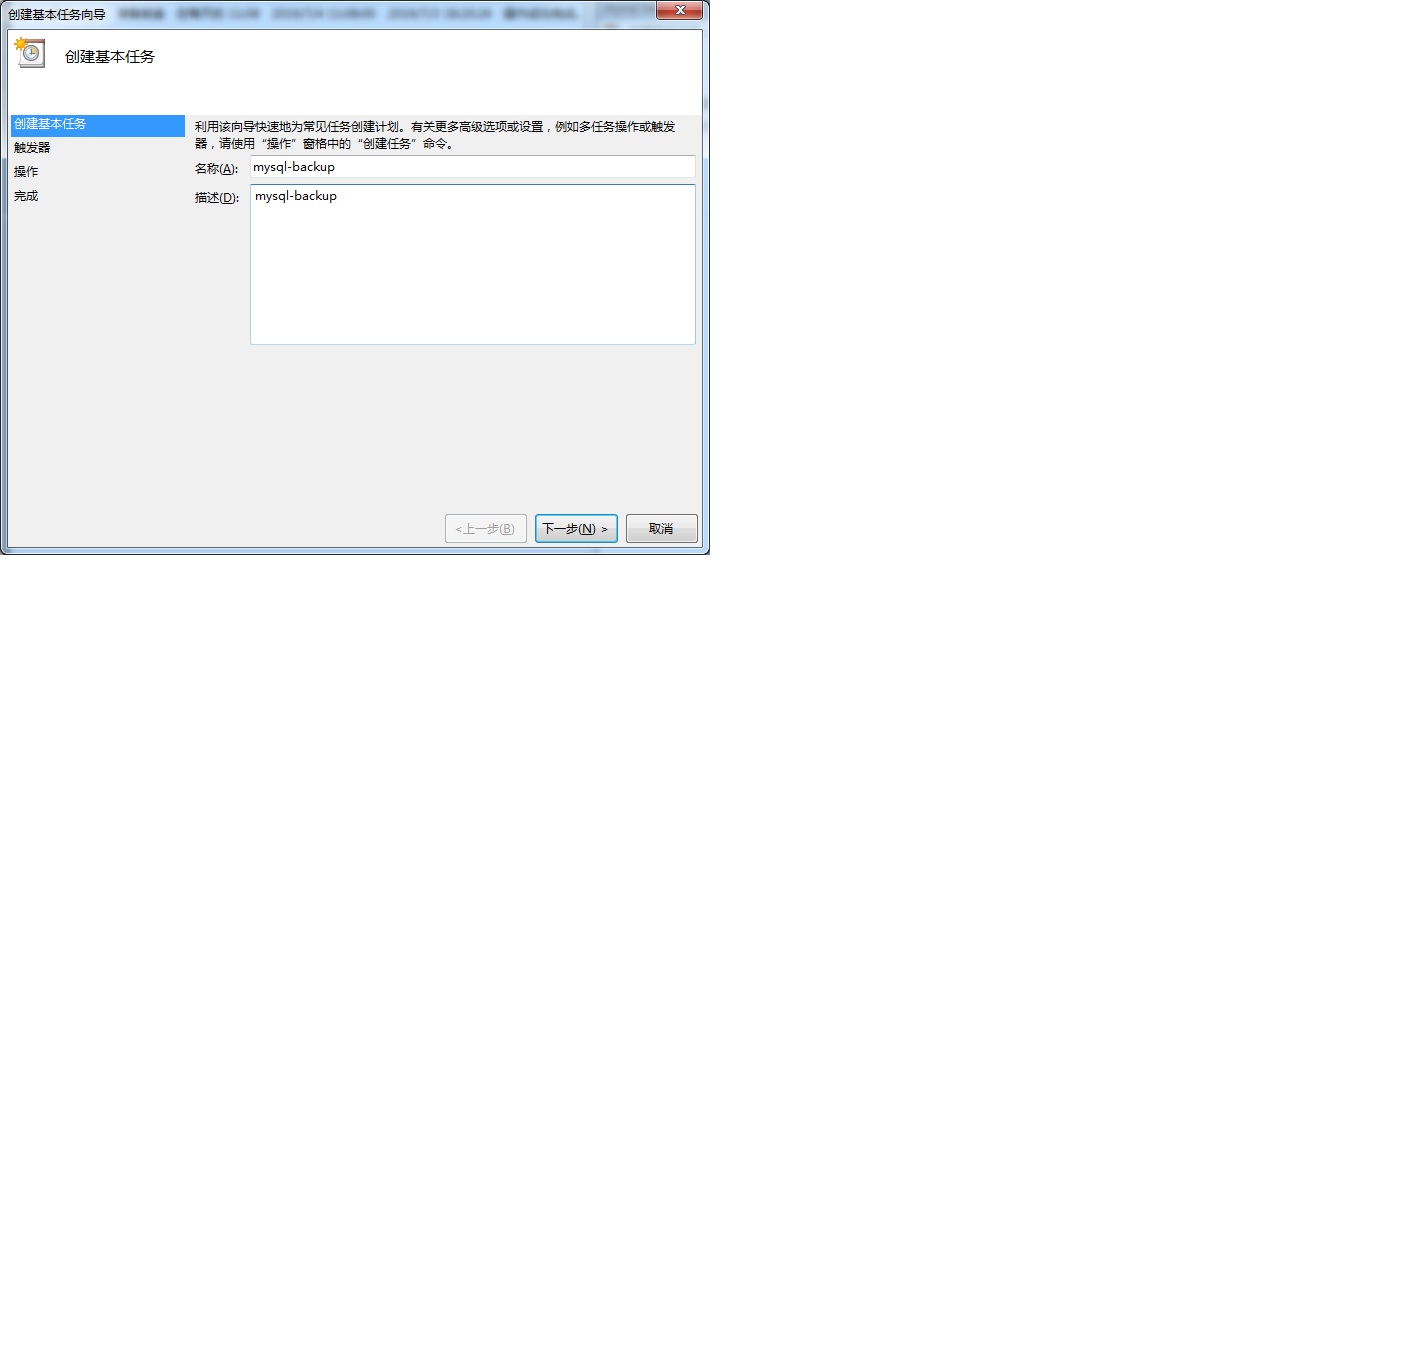 创建基本任务向导
创建基本任务
创建基本任务
触发器
操作
完成
利用该向导快速地为常见任务创建计划。有关更多高级选项或设置，例如多任务操作或触发
器，请使用“操作”窗格中的“创建任务”命令。
名称(A): mysql-backup
描述(D): mysql-backup
<上一步(B) 下一步(N) > 取消